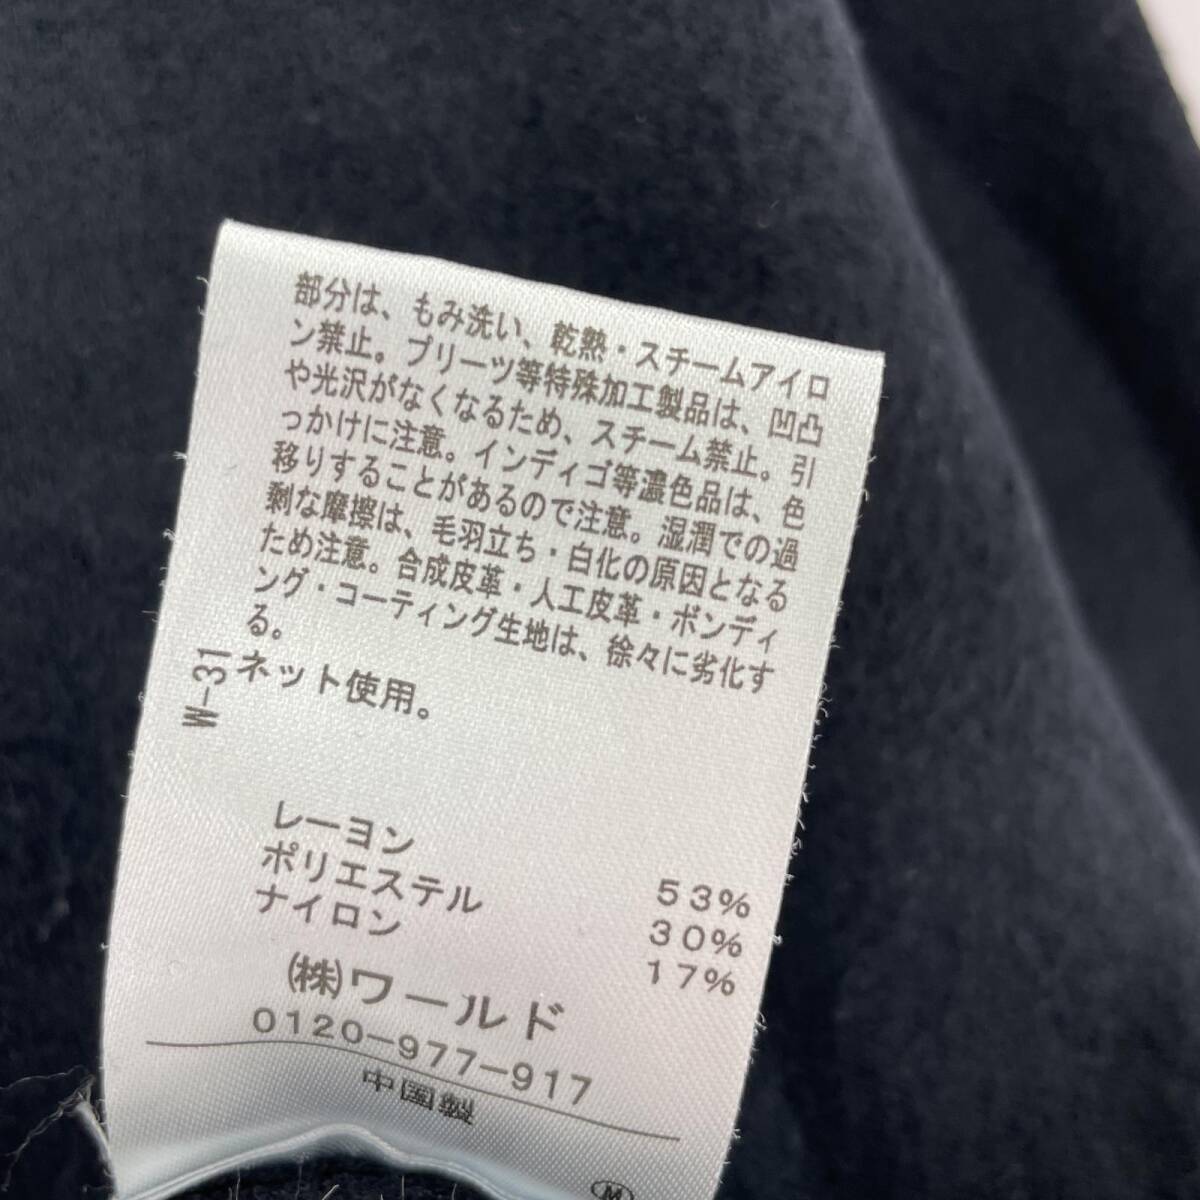 部分は、もみ洗い、乾熱・スチームアイロ
ン禁止。プリーツ等特殊加工製品は、凹凸
や光沢がなくなるため、スチーム禁止。引
っかけに注意。インディゴ等濃色品は、色
移りすることがあるので注意。湿潤での過
剰な摩擦は、毛羽立ち・白化の原因となる
ため注意。合成皮革・人工皮革・ボンディ
ング・コーティング生地は、徐々に劣化す
る。
W-31
ネット使用。
レーヨン 53%
ポリエステル 30%
ナイロン 17%
㈱ワールド
0120-977-917
中国製
Ⓜ